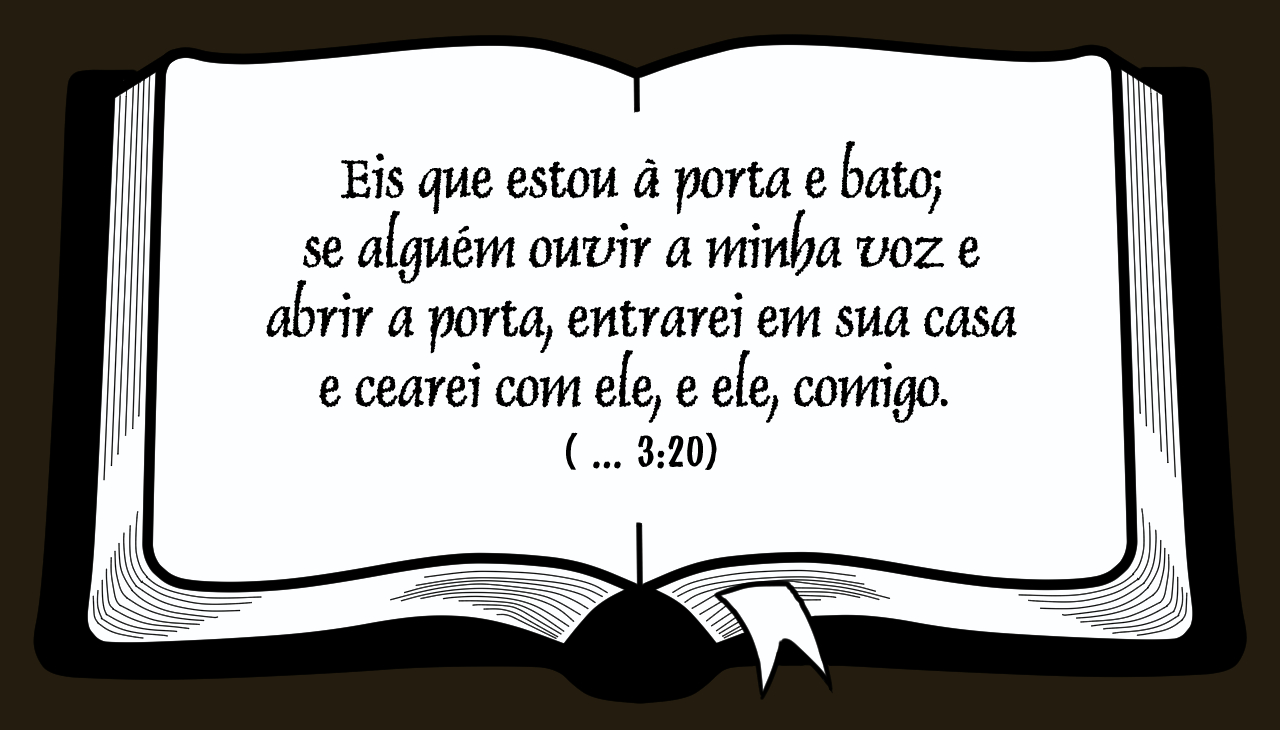 Eis que estou à porta e bato;
se alguém ouvir a minha voz e
abrir a porta, entrarei em sua casa
e cearei com ele, e ele, comigo.
( ... 3:20)